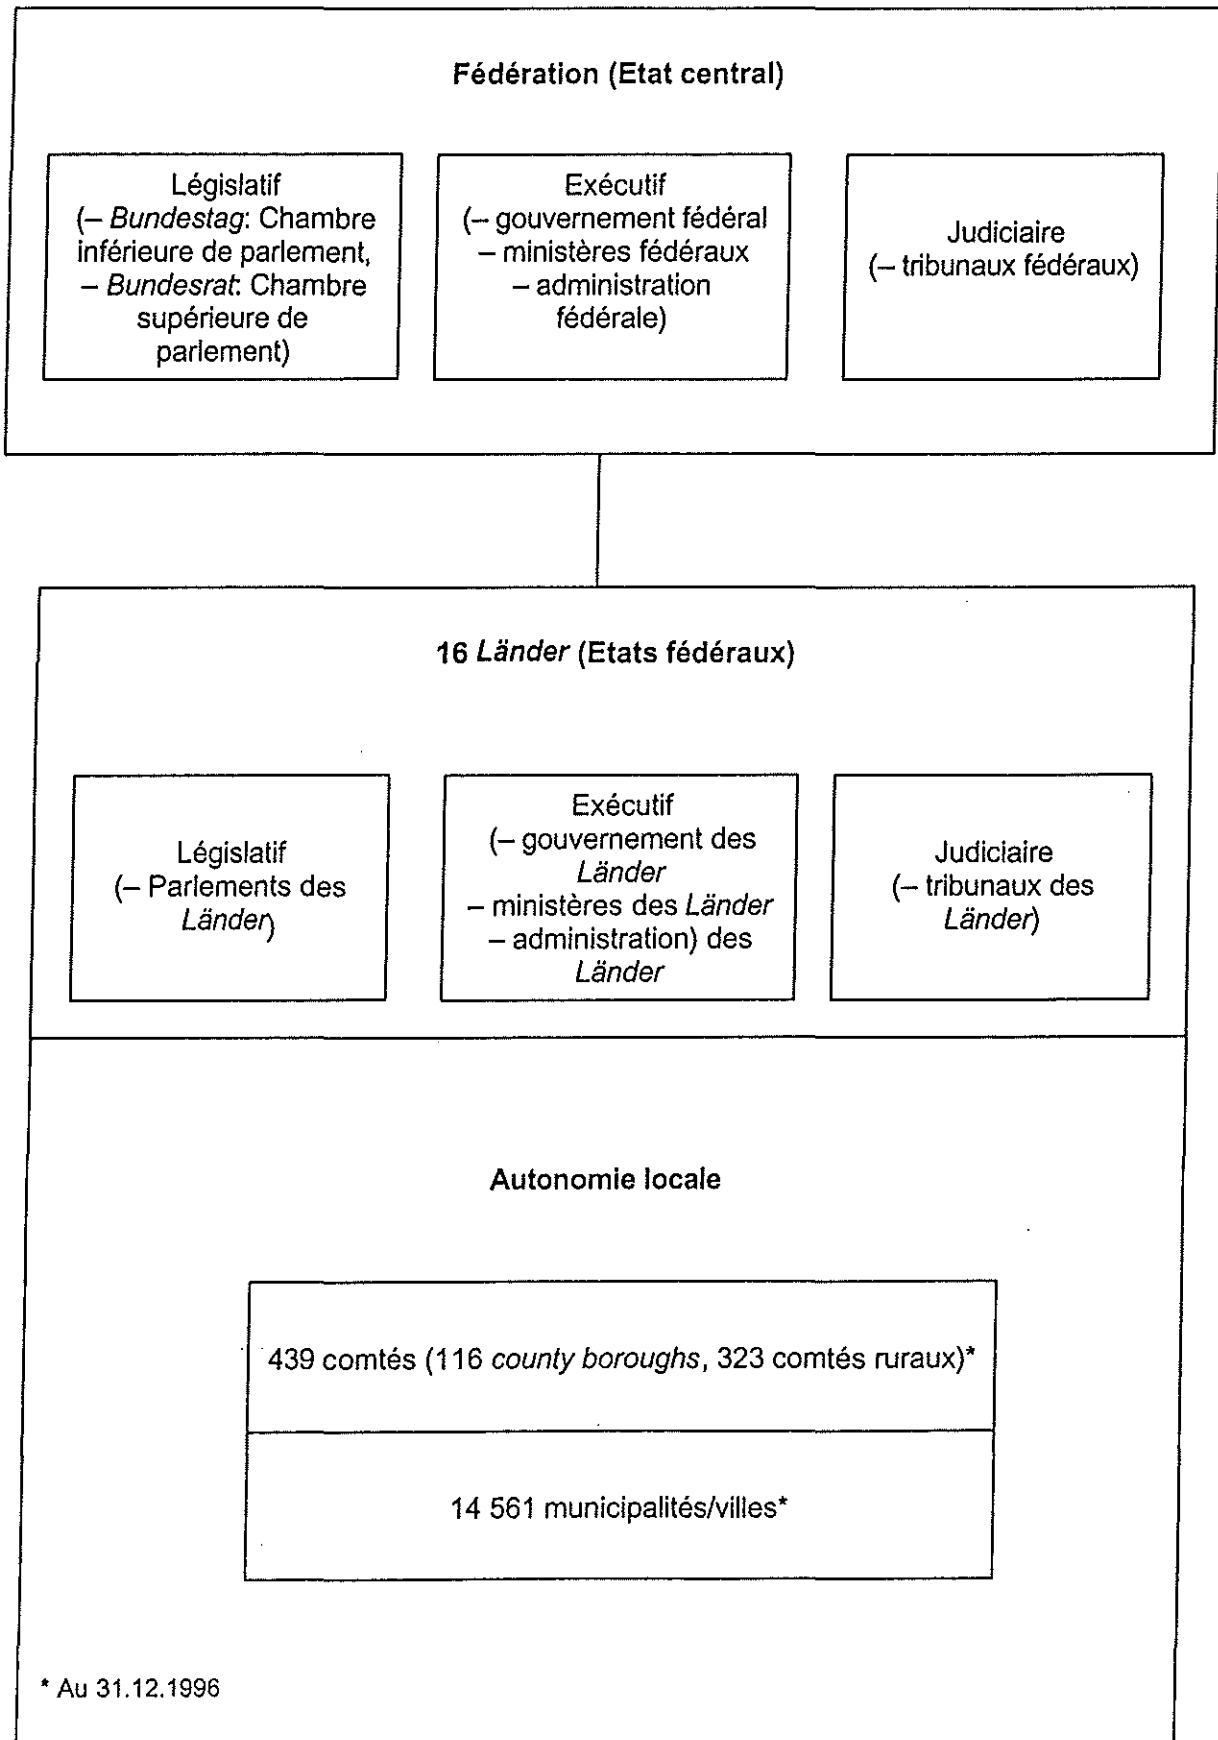 Fédération (Etat central)
Législatif
(– Bundestag: Chambre
inférieure de parlement,
– Bundesrat: Chambre
supérieure de
parlement)
Exécutif
(– gouvernement fédéral
– ministères fédéraux
– administration
fédérale)
Judiciaire
(– tribunaux fédéraux)
16 Länder (Etats fédéraux)
Législatif
(– Parlements des
Länder)
Exécutif
(– gouvernement des
Länder
– ministères des Länder
– administration) des
Länder
Judiciaire
(– tribunaux des
Länder)
Autonomie locale
439 comtés (116 county boroughs, 323 comtés ruraux)*
14 561 municipalités/villes*
* Au 31.12.1996